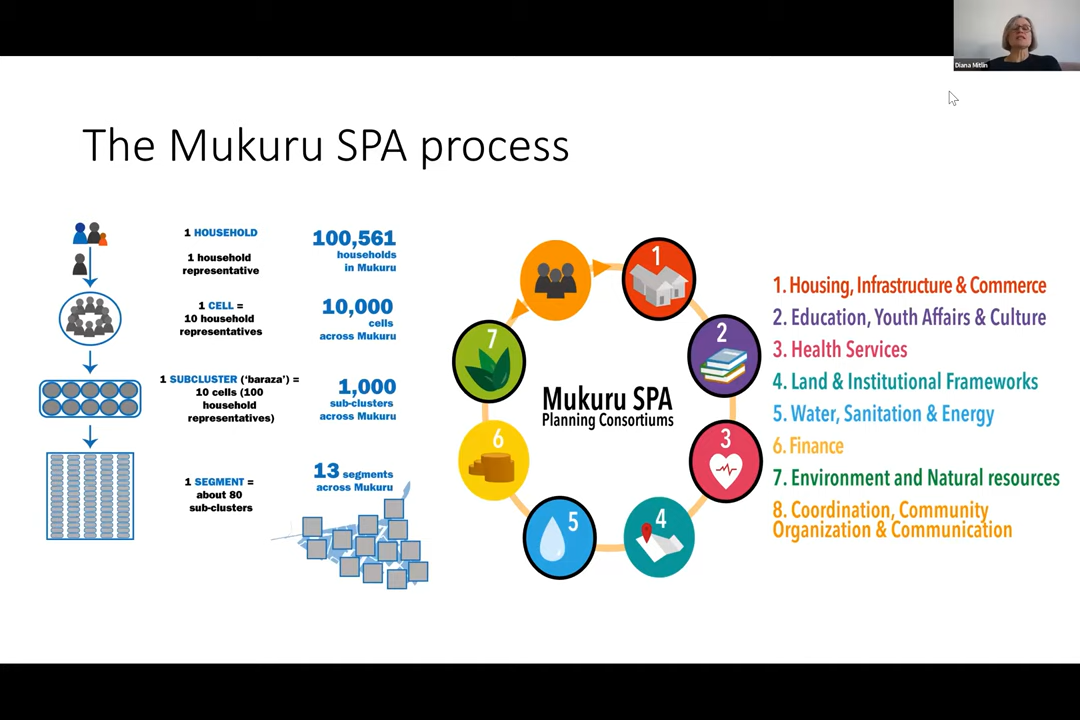 Diana Mitlin
The Mukuru SPA process
1 HOUSEHOLD
1 household
representative
100,561
households
in Mukuru
1 CELL =
10 household
representatives
10,000
cells
across Mukuru
1 SUBCLUSTER (‘baraza’) =
10 cells (100
household
representatives)
1,000
sub-clusters
across Mukuru
1 SEGMENT =
about 80
sub-clusters
13 segments
across Mukuru
1
2
3
4
5
6
7
Mukuru SPA
Planning Consortiums
1. Housing, Infrastructure & Commerce
2. Education, Youth Affairs & Culture
3. Health Services
4. Land & Institutional Frameworks
5. Water, Sanitation & Energy
6. Finance
7. Environment and Natural resources
8. Coordination, Community
Organization & Communication